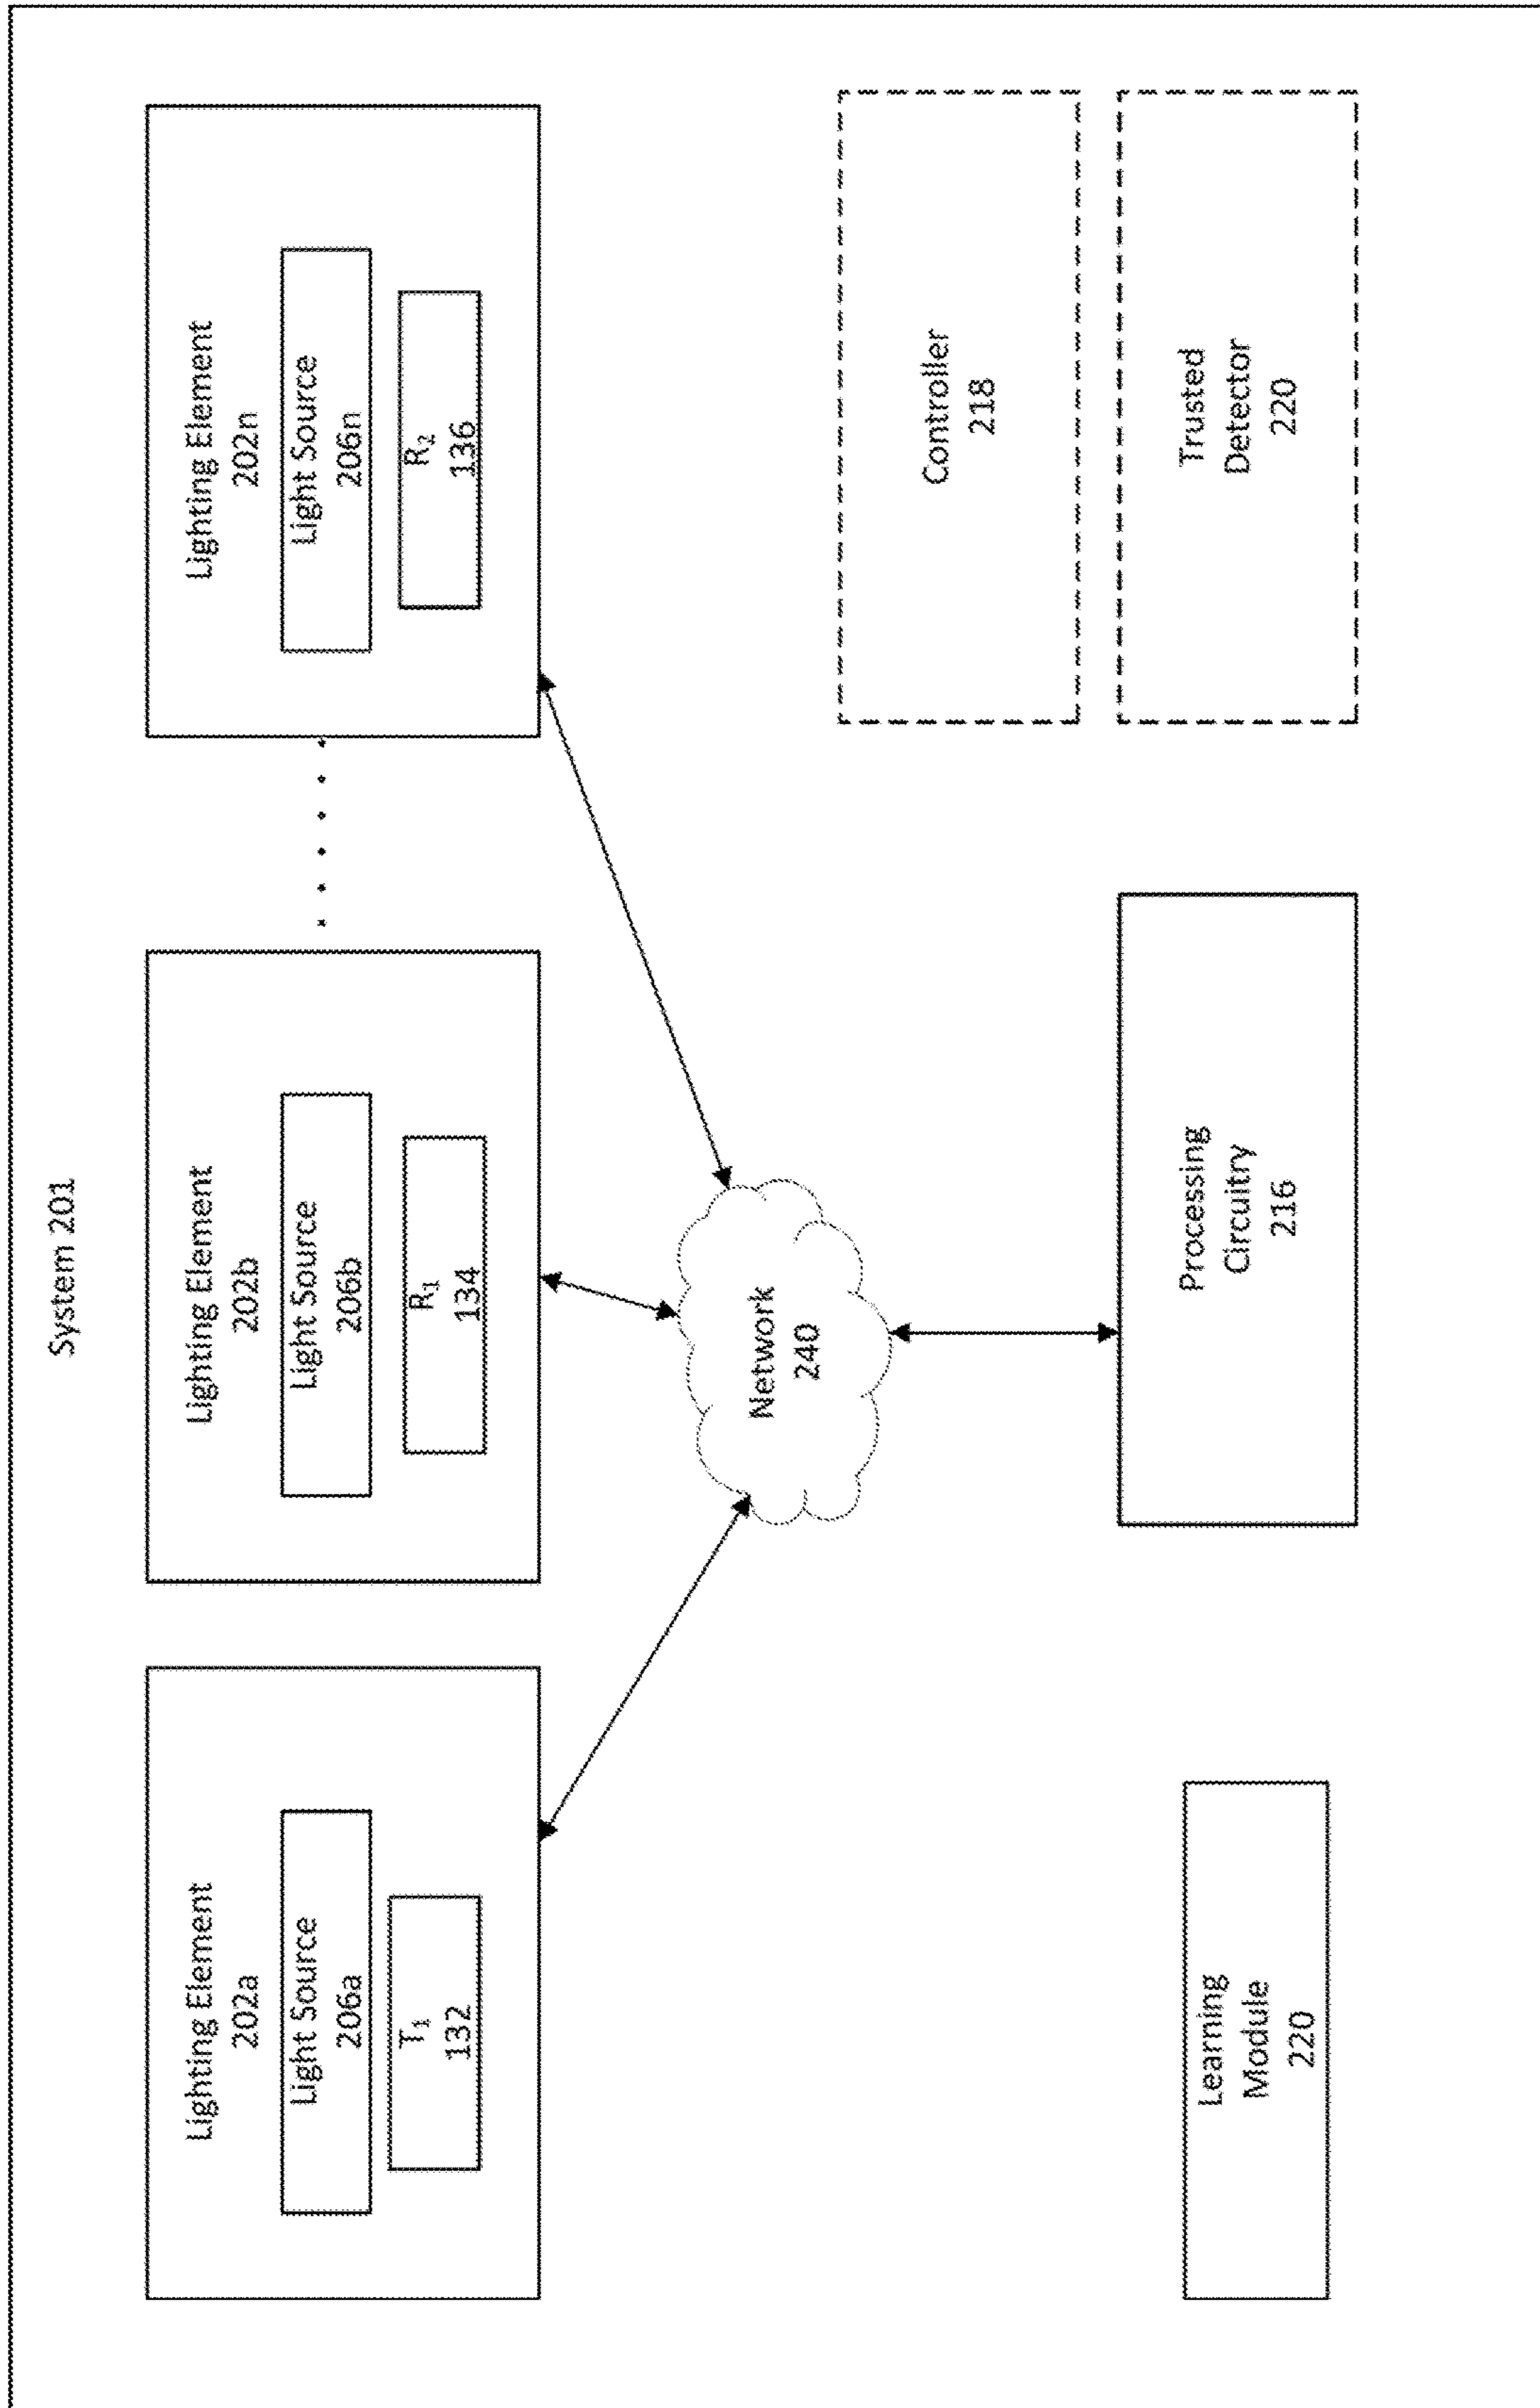 System 201
Lighting Element
202a
Light Source
206a
T₁
132
Lighting Element
202b
Light Source
206b
R₁
134
Lighting Element
202n
Light Source
206n
R₂
136
Network
240
Learning
Module
220
Processing
Circuitry
216
Controller
218
Trusted
Detector
220